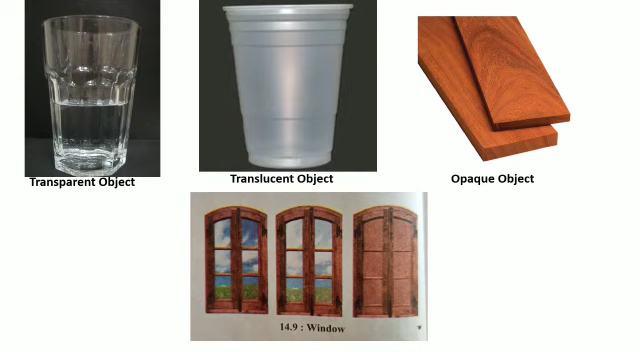 Transparent Object
Translucent Object
Opaque Object
14.9 : Window